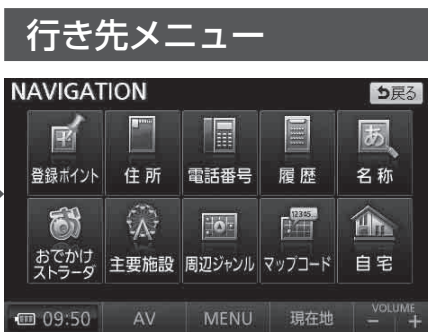 行き先メニュー
NAVIGATION
戻る
登録ポイント 住所 電話番号 履歴 名称
あ
12345...
おでかけ
ストラーダ
主要施設 周辺ジャンル マップコード 自宅
09:50 AV MENU 現在地 VOLUME
− +